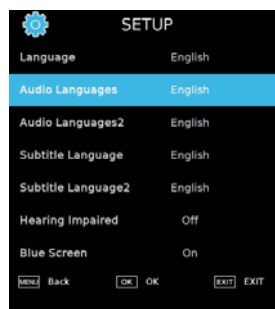 SETUP
Language English
Audio Languages English
Audio Languages2 English
Subtitle Language English
Subtitle Language2 English
Hearing Impaired Off
Blue Screen On
MENU Back OK OK EXIT EXIT